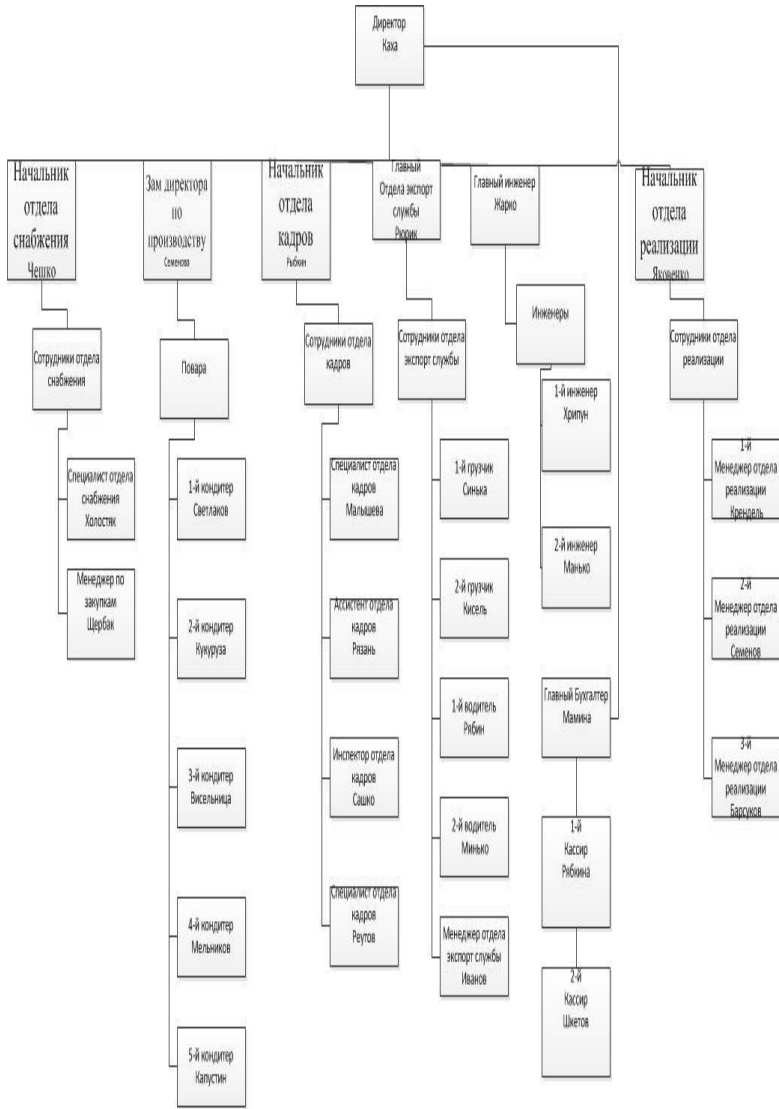 Директор
Каха
Начальник
отдела
снабжения
Чешко
Зам директора
по
производству
Семенова
Начальник
отдела
кадров
Рыбкин
Главный
Отдела экспорт
службы
Рюрик
Главный инженер
Жарко
Начальник
отдела
реализации
Яковенко
Сотрудники отдела
снабжения
Специалист отдела
снабжения
Холостяк
Менеджер по
закупкам
Щербак
Повара
1-й кондитер
Светлаков
2-й кондитер
Кукуруза
3-й кондитер
Висельница
4-й кондитер
Мельников
5-й кондитер
Капустин
Сотрудники отдела
кадров
Специалист отдела
кадров
Малышева
Ассистент отдела
кадров
Рязань
Инспектор отдела
кадров
Сашко
Специалист отдела
кадров
Реутов
Сотрудники отдела
экспорт службы
1-й грузчик
Синька
2-й грузчик
Кисель
1-й водитель
Рябин
2-й водитель
Минько
Менеджер отдела
экспорт службы
Иванов
Инженеры
1-й инженер
Хрипун
2-й инженер
Манько
Главный Бухгалтер
Мамина
1-й
Кассир
Рябкина
2-й
Кассир
Шкетов
Сотрудники отдела
реализации
1-й
Менеджер отдела
реализации
Крендель
2-й
Менеджер отдела
реализации
Семенов
3-й
Менеджер отдела
реализации
Барсуков